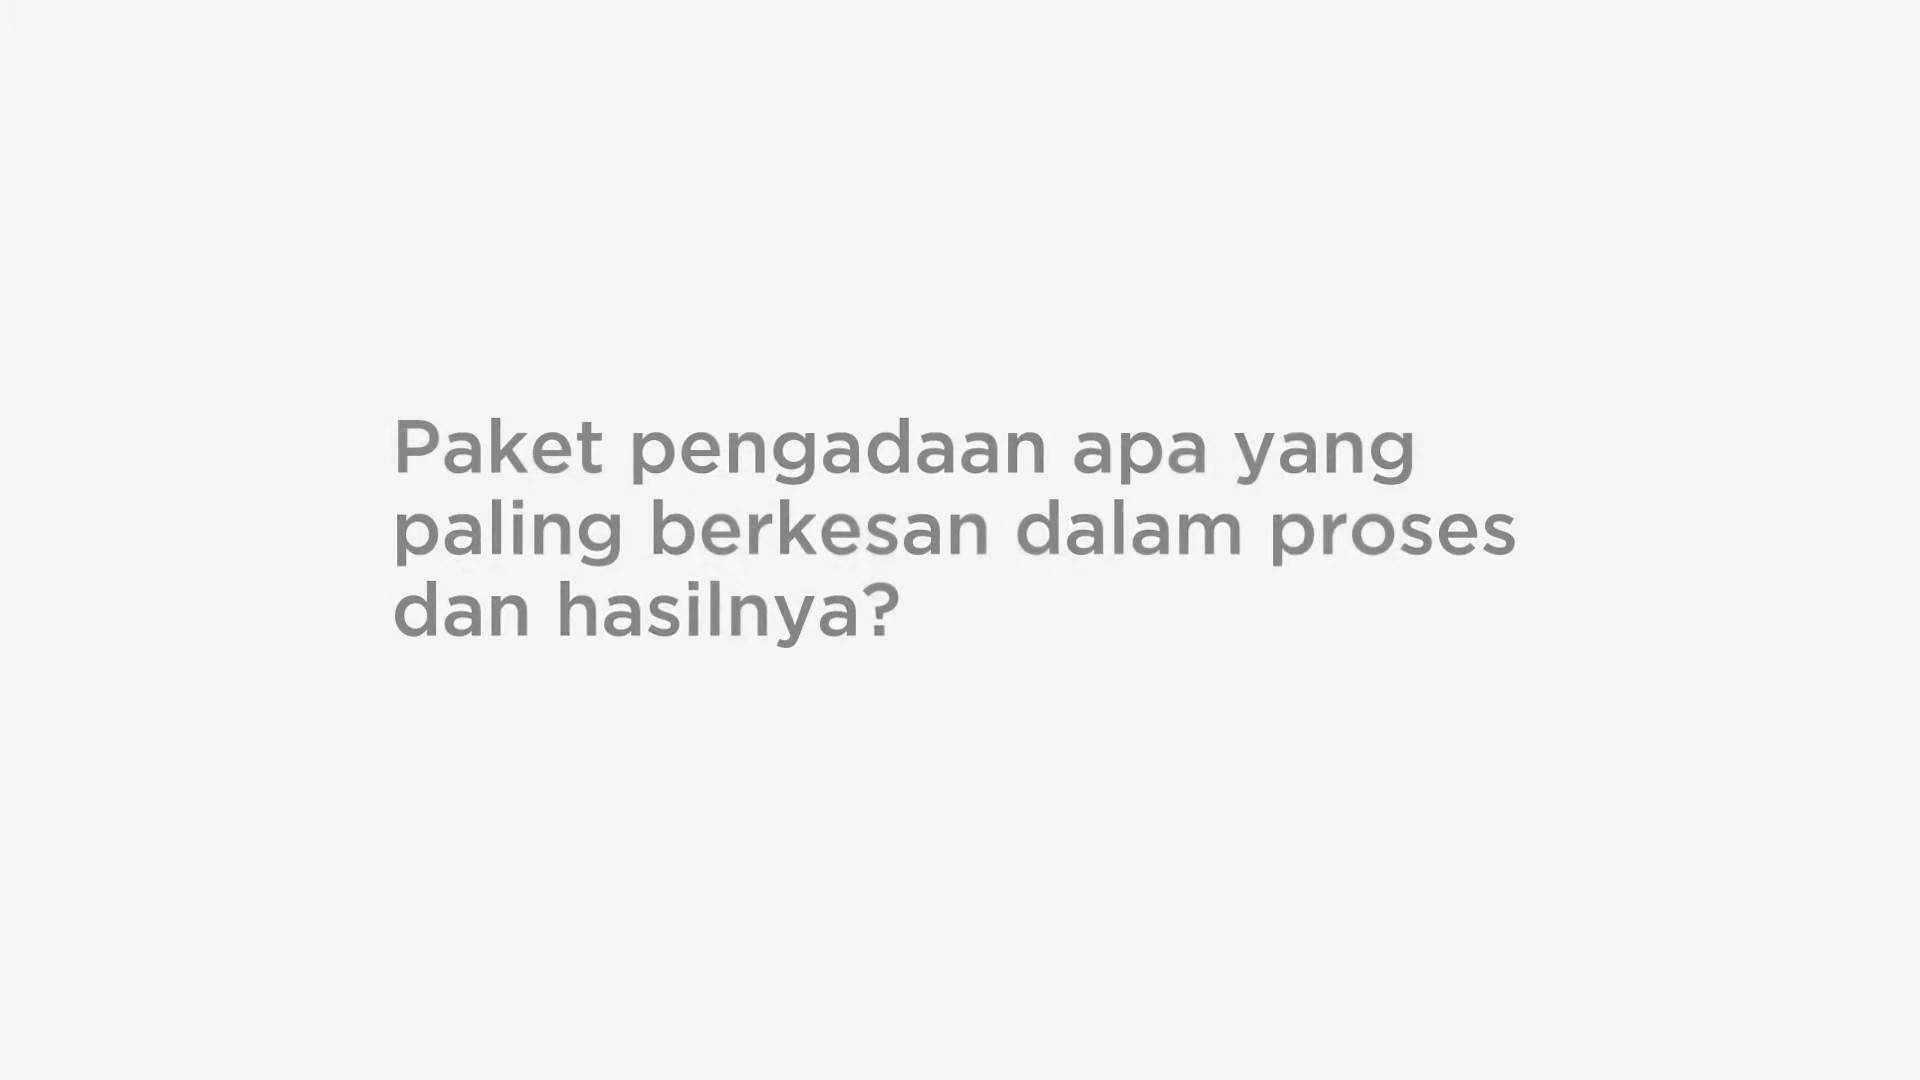 Paket pengadaan apa yang
paling berkesan dalam proses
dan hasilnya?